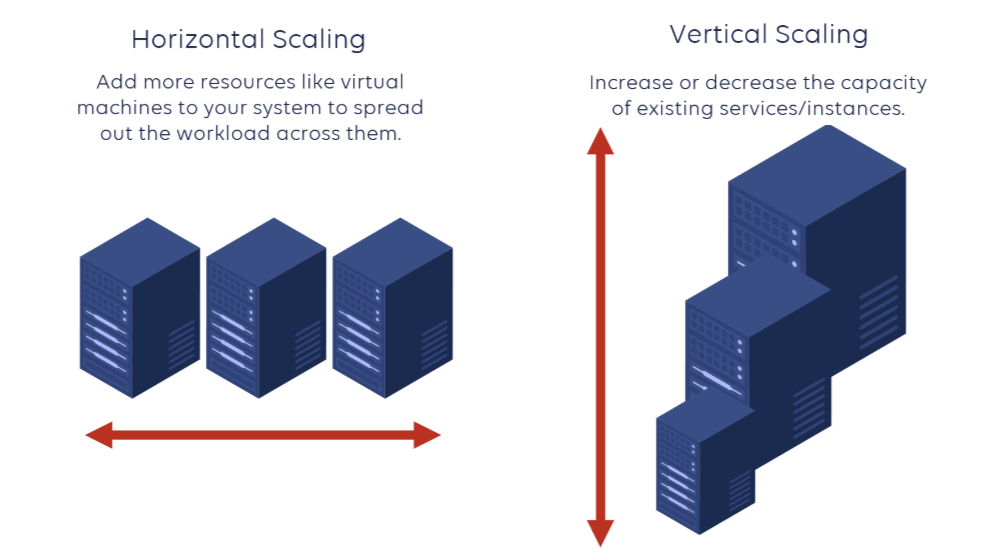 Horizontal Scaling
Add more resources like virtual
machines to your system to spread
out the workload across them.
Vertical Scaling
Increase or decrease the capacity
of existing services/instances.